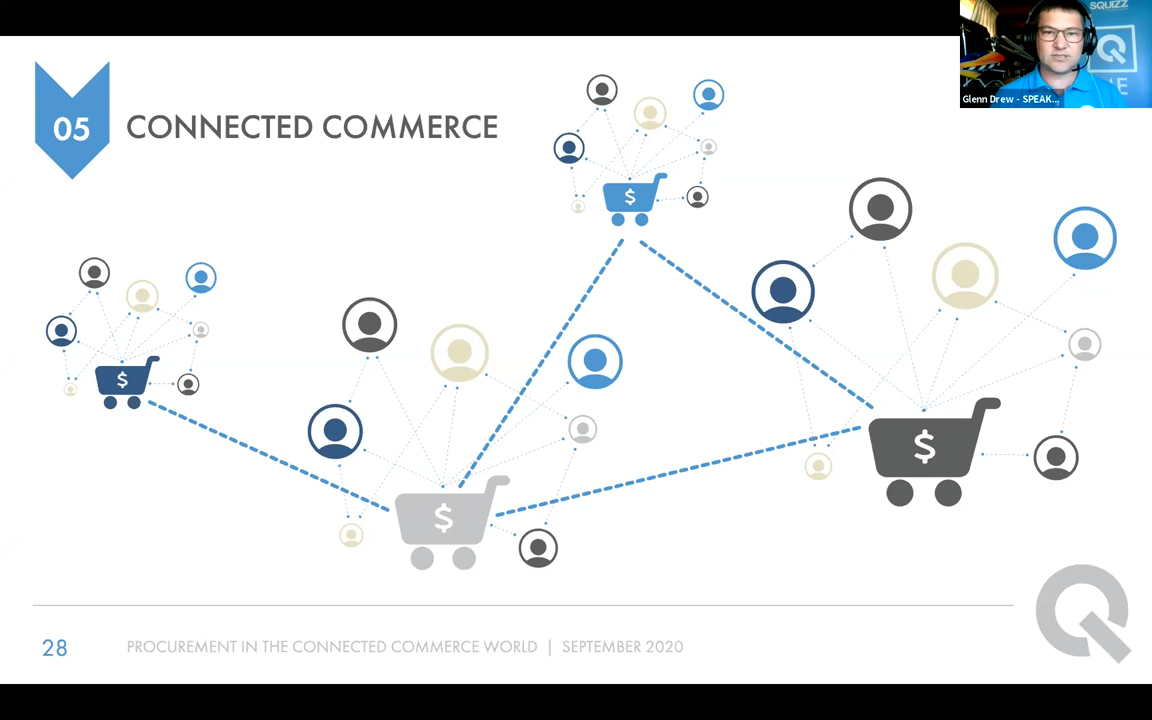 SQUIZZ
Glenn Drew - SPEAK...
05
CONNECTED COMMERCE
$
$
$
$
28
PROCUREMENT IN THE CONNECTED COMMERCE WORLD | SEPTEMBER 2020